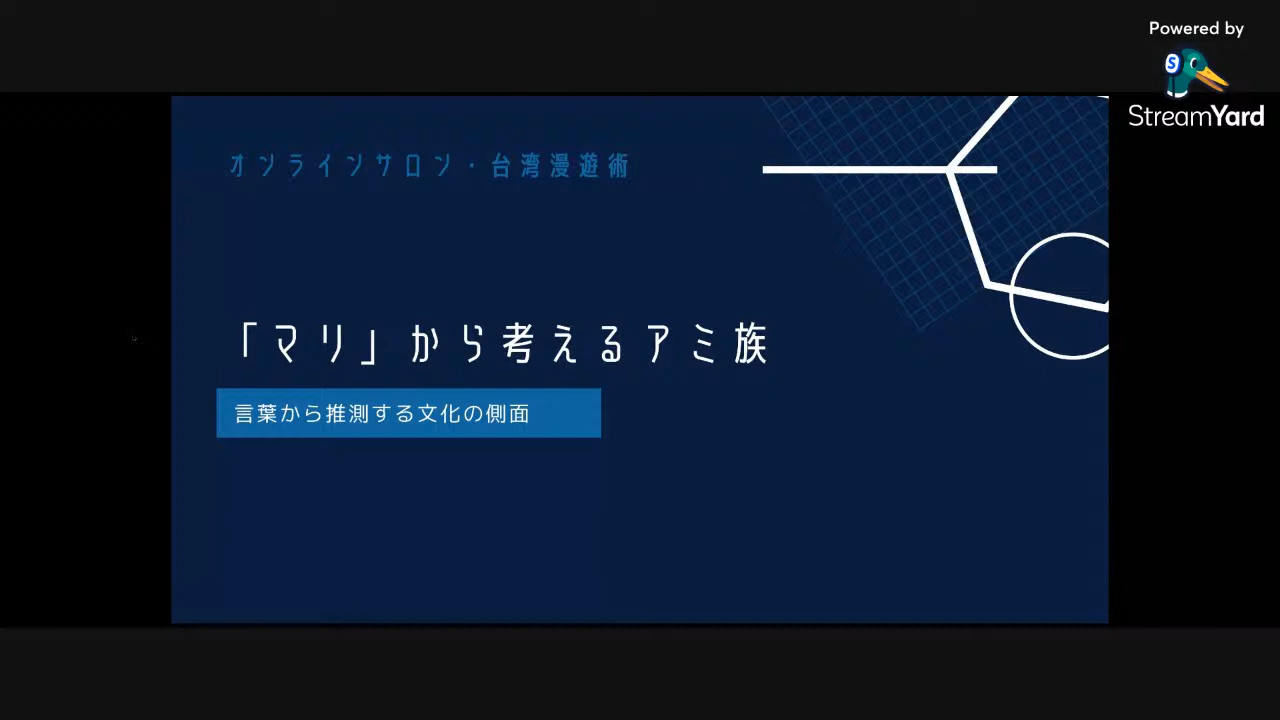 Powered by
StreamYard
オンラインサロン・台湾漫遊術
「マリ」から考えるアミ族
言葉から推測する文化の側面